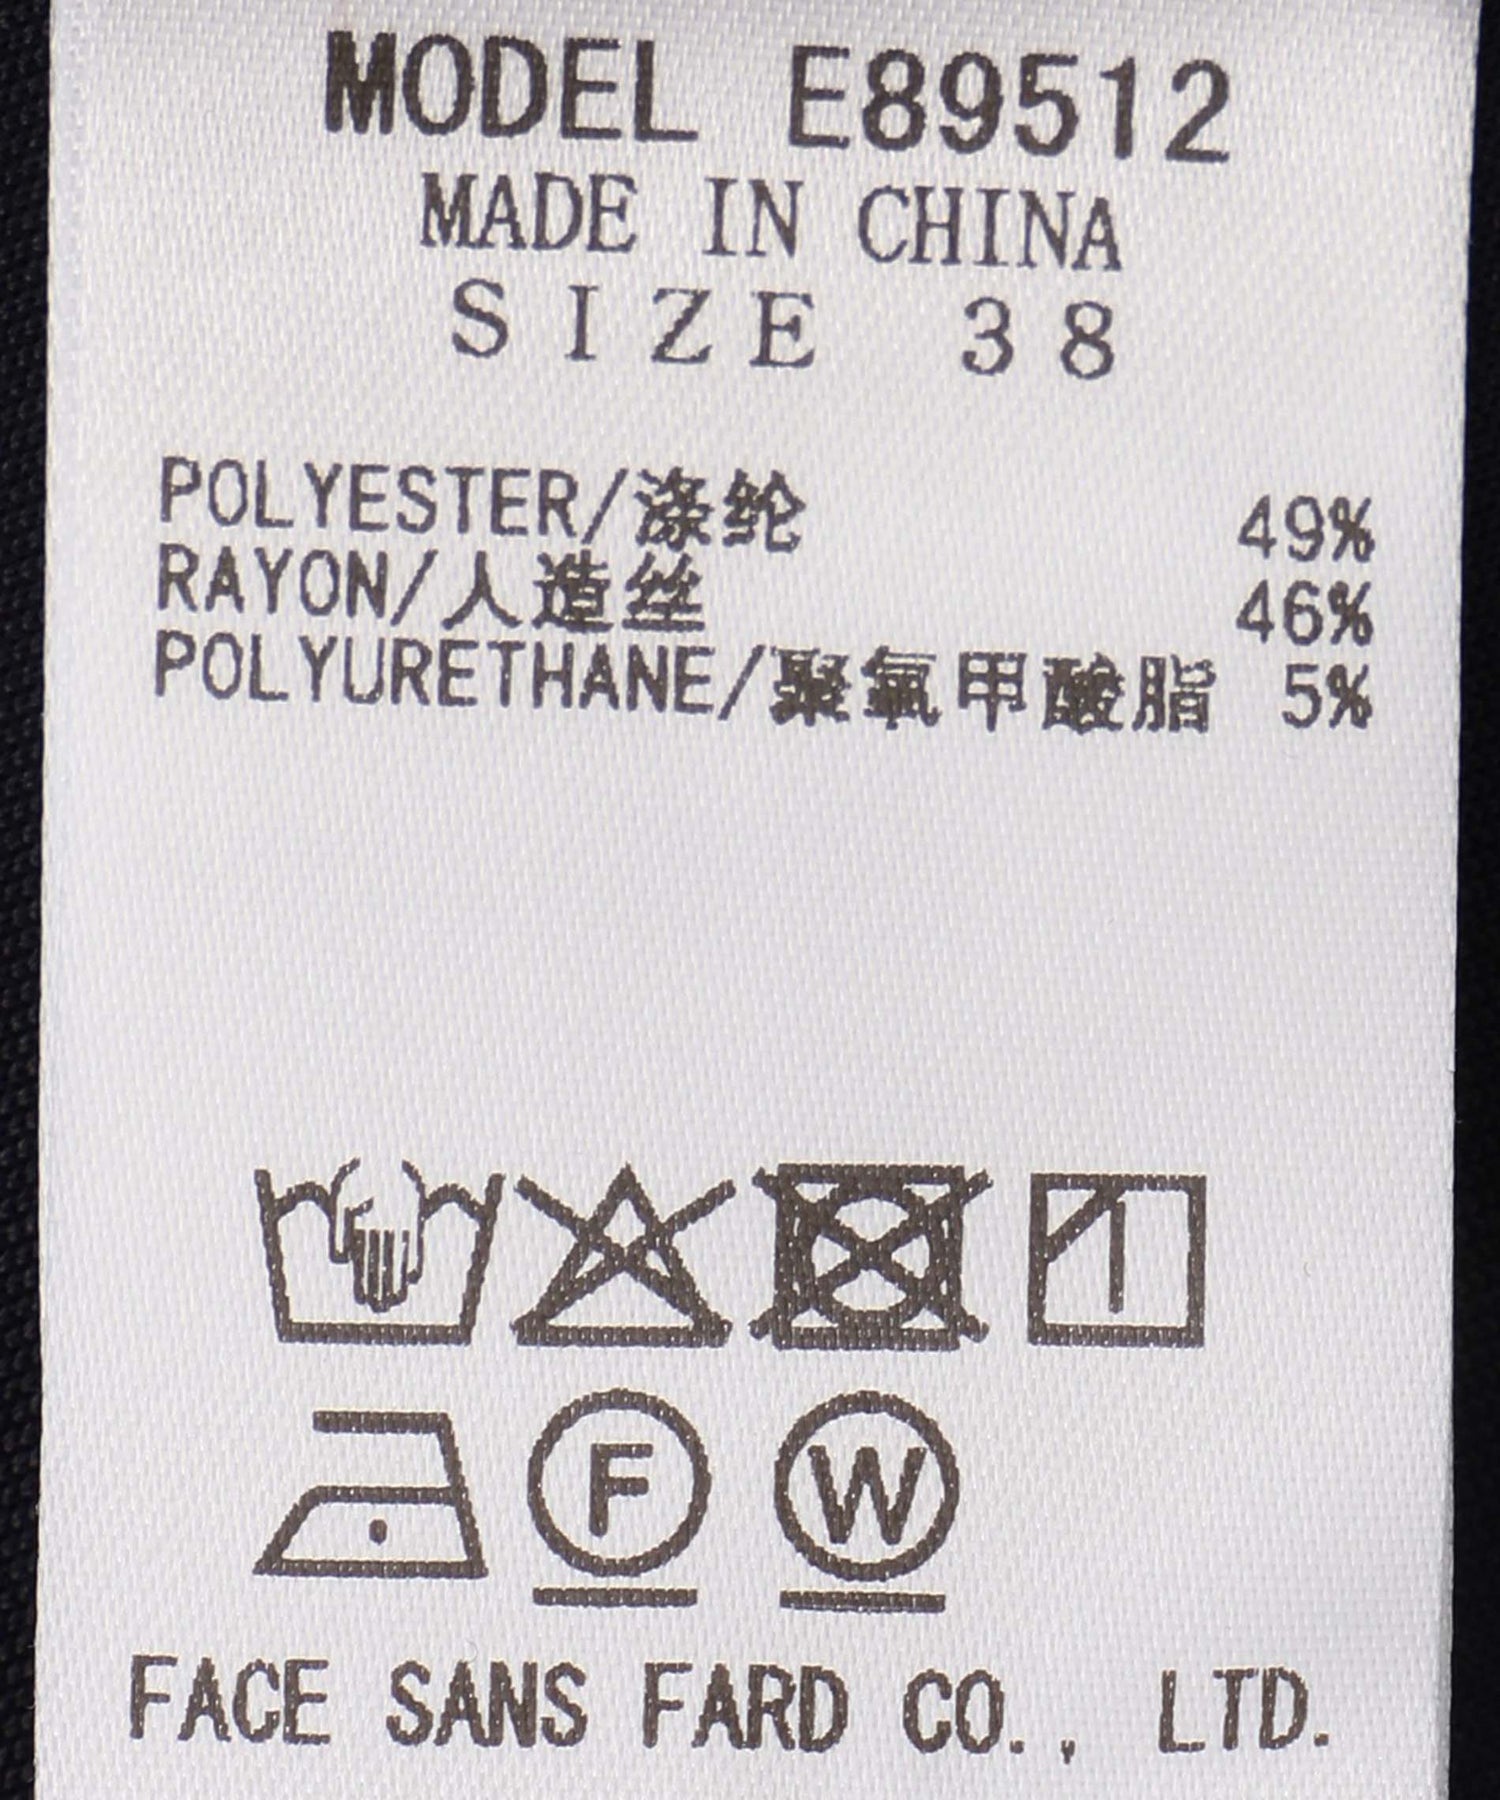 MODEL E89512
MADE IN CHINA
SIZE 38
POLYESTER/涤纶 49%
RAYON/人造丝 46%
POLYURETHANE/聚氧甲酸脂 5%
F W
FACE SANS FARD CO., LTD.